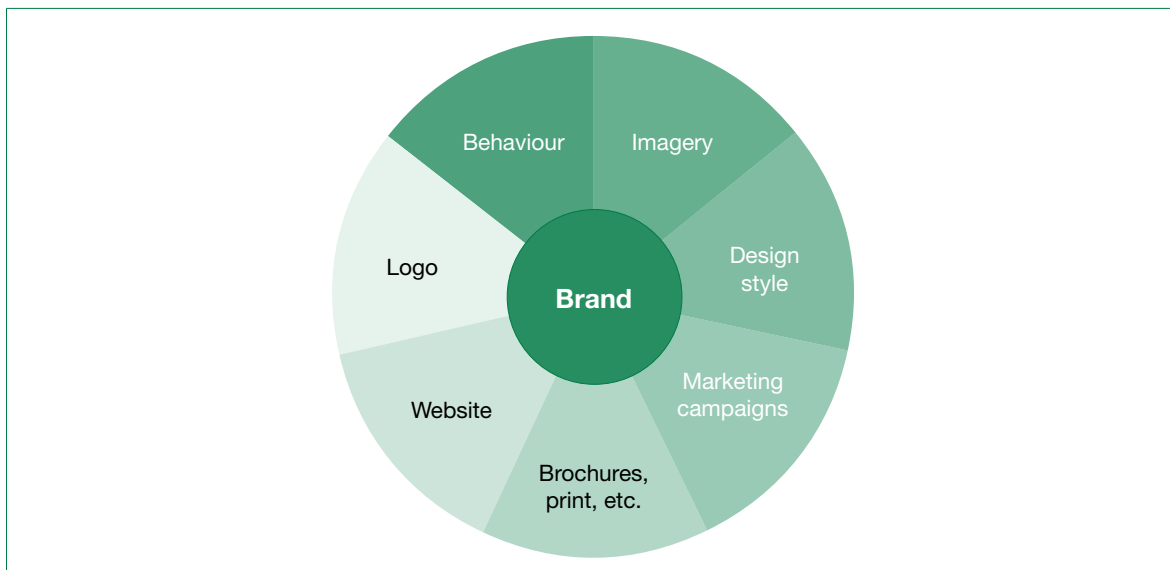 Behaviour
Imagery
Design
style
Marketing
campaigns
Brochures,
print, etc.
Website
Logo
Brand